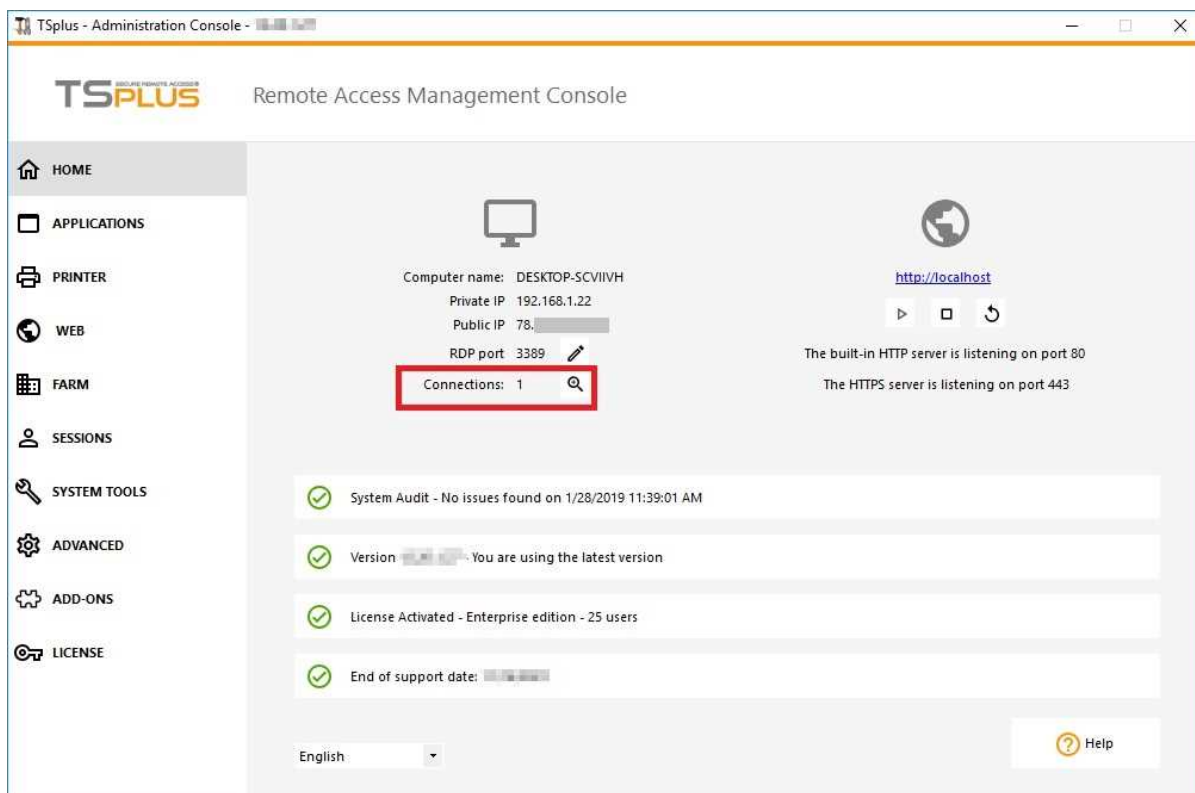 TSplus - Administration Console -
TSPLUS SECURE REMOTE ACCESS
Remote Access Management Console
HOME
APPLICATIONS
PRINTER
WEB
FARM
SESSIONS
SYSTEM TOOLS
ADVANCED
ADD-ONS
LICENSE
Computer name: DESKTOP-SCVIIVH
Private IP 192.168.1.22
Public IP 78.
RDP port 3389
Connections: 1
http://localhost
The built-in HTTP server is listening on port 80
The HTTPS server is listening on port 443
System Audit - No issues found on 1/28/2019 11:39:01 AM
Version - You are using the latest version
License Activated - Enterprise edition - 25 users
End of support date:
English
Help